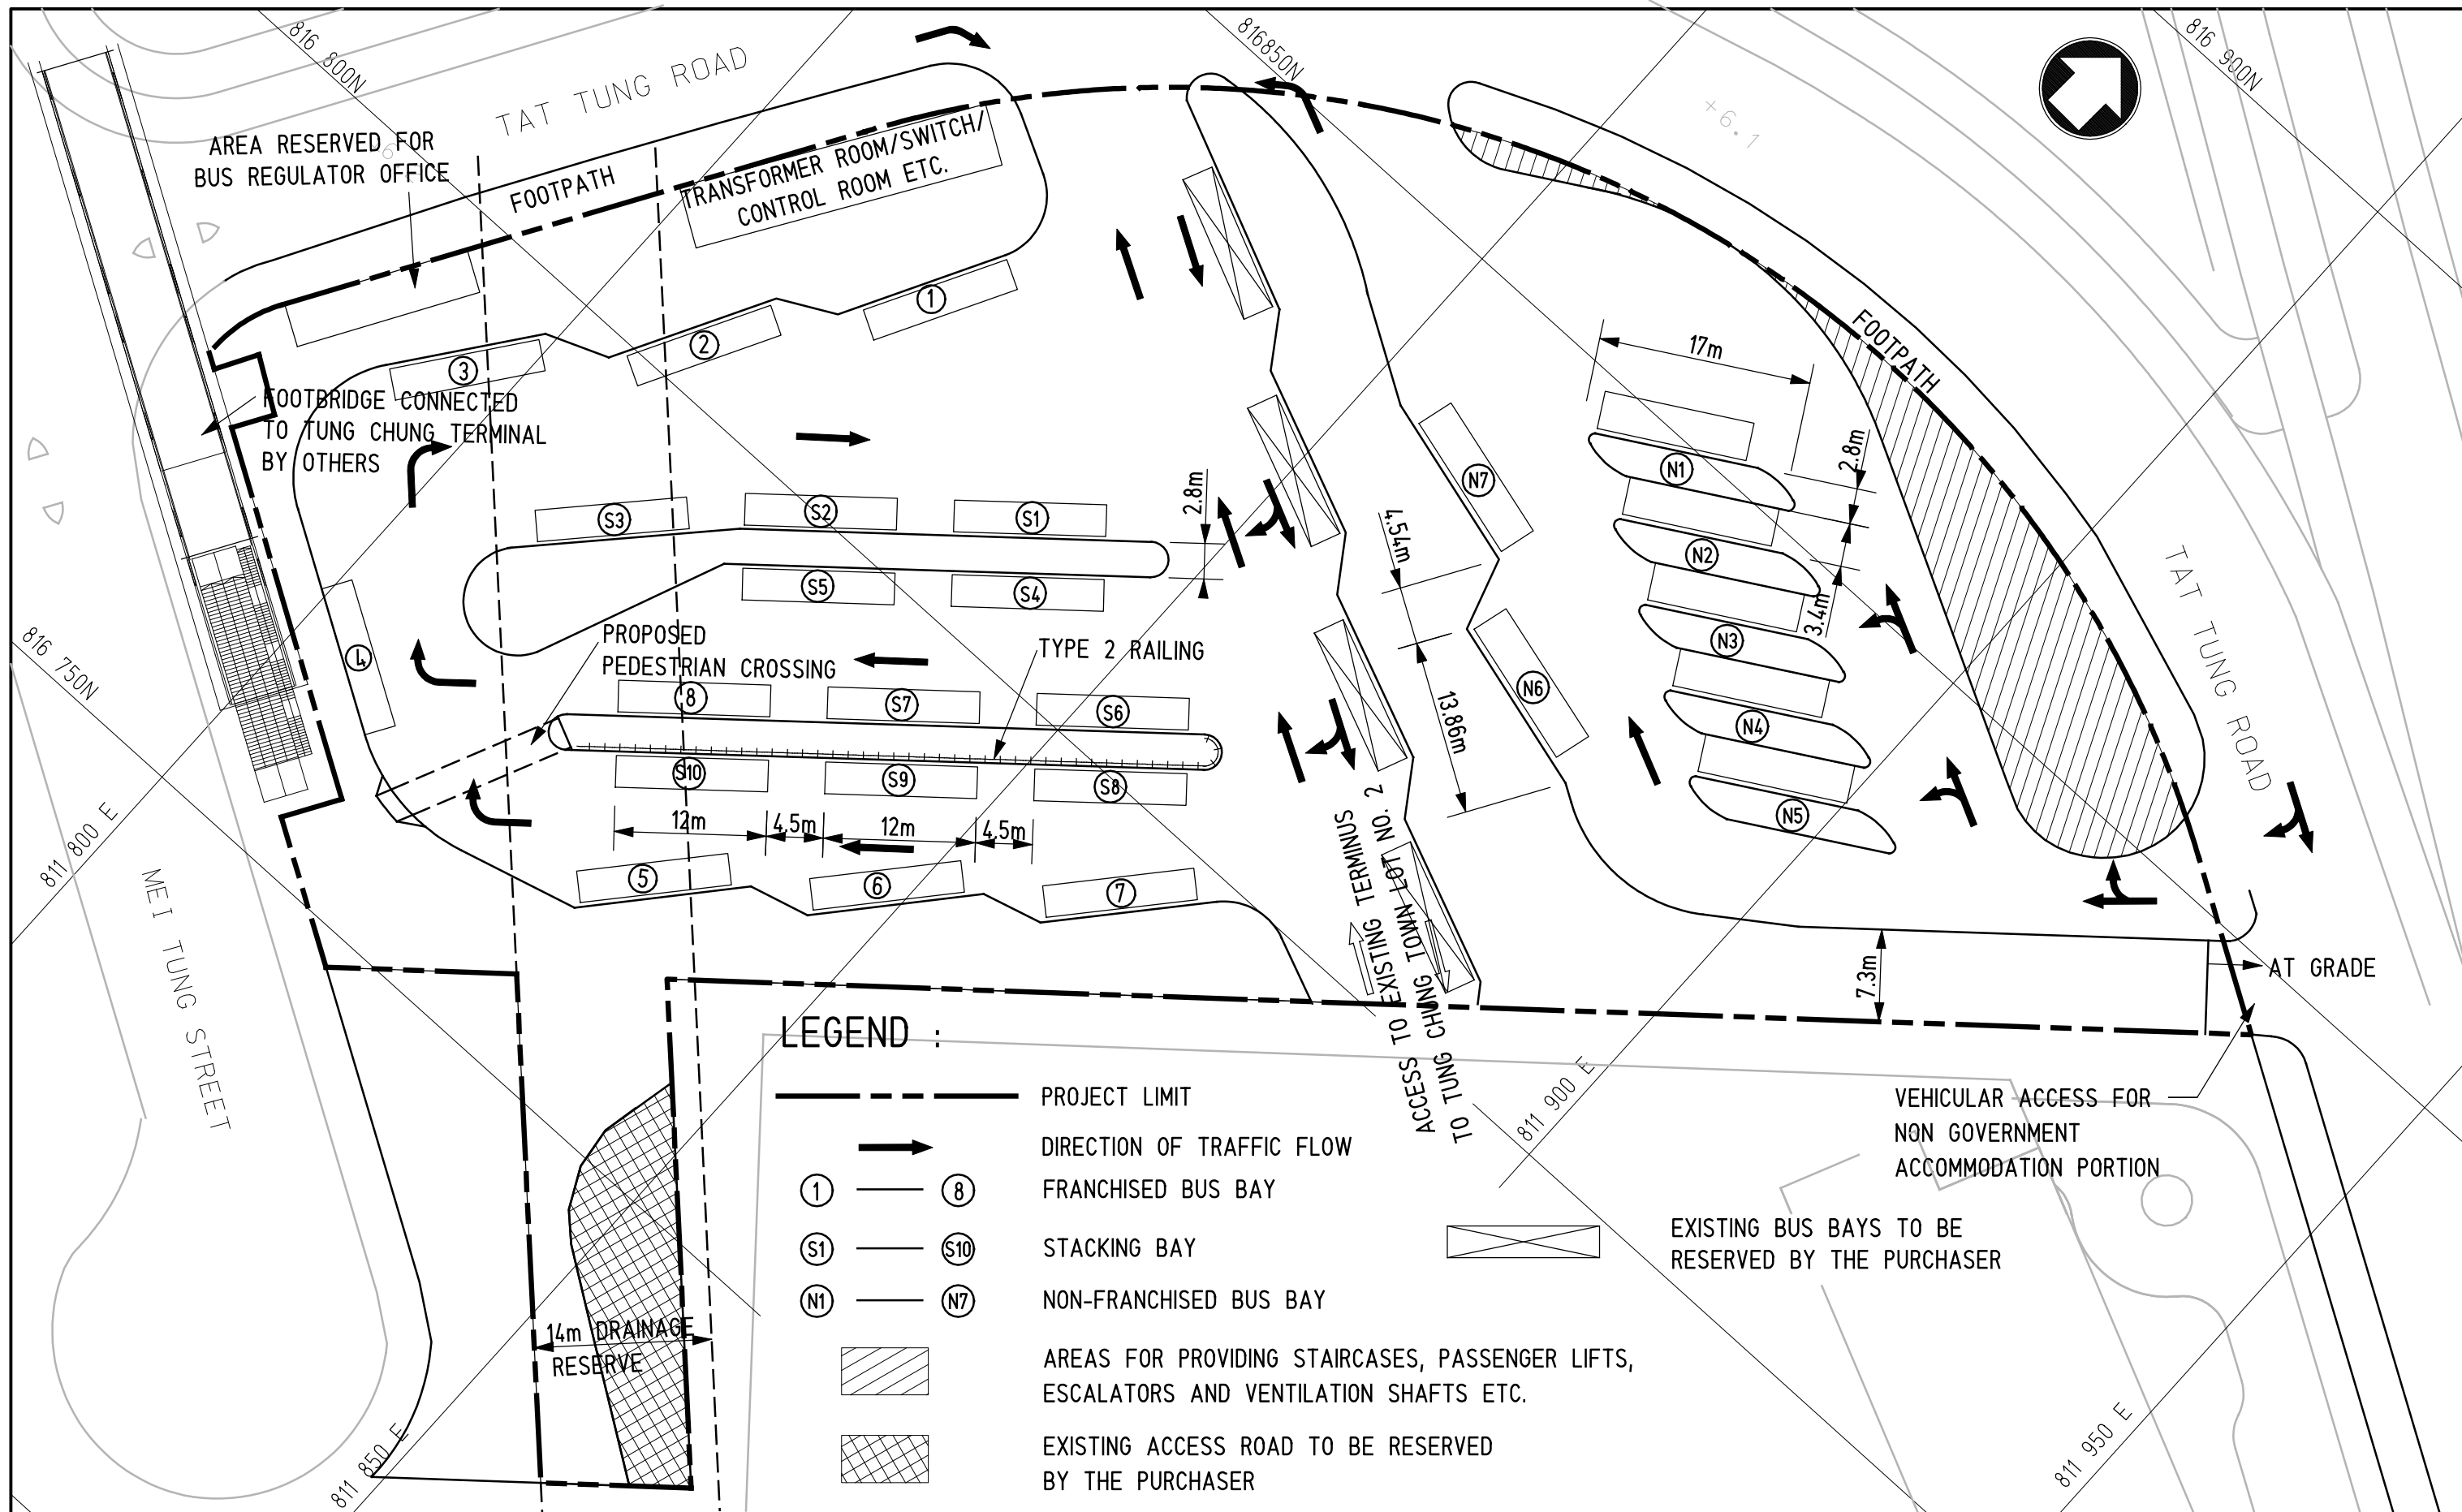 816 800N
816850N
816 900N
TAT TUNG ROAD
+6.1
AREA RESERVED FOR
BUS REGULATOR OFFICE
FOOTPATH
TRANSFORMER ROOM/SWITCH/
CONTROL ROOM ETC.
1
2
3
FOOTPATH
17m
FOOTBRIDGE CONNECTED
TO TUNG CHUNG TERMINAL
BY OTHERS
N7
N1
2.8m
S3
S2
S1
2.8m
4.54m
N2
S5
S4
3.4m
TAT TUNG ROAD
816 750N
PROPOSED
PEDESTRIAN CROSSING
TYPE 2 RAILING
4
N3
8
S7
S6
N6
13.86m
N4
S10
S9
S8
N5
12m
4.5m
12m
4.5m
811 800 E
5
6
7
MEI TUNG STREET
ACCESS TO EXISTING TERMINUS
TO TUNG CHUNG TOWN LOT NO. 2
7.3m
AT GRADE
LEGEND :
PROJECT LIMIT
DIRECTION OF TRAFFIC FLOW
1 8 FRANCHISED BUS BAY
S1 S10 STACKING BAY
N1 N7 NON-FRANCHISED BUS BAY
AREAS FOR PROVIDING STAIRCASES, PASSENGER LIFTS,
ESCALATORS AND VENTILATION SHAFTS ETC.
EXISTING ACCESS ROAD TO BE RESERVED
BY THE PURCHASER
EXISTING BUS BAYS TO BE
RESERVED BY THE PURCHASER
VEHICULAR ACCESS FOR
NON GOVERNMENT
ACCOMMODATION PORTION
811 900 E
14m DRAINAGE
RESERVE
811 850 E
811 950 E